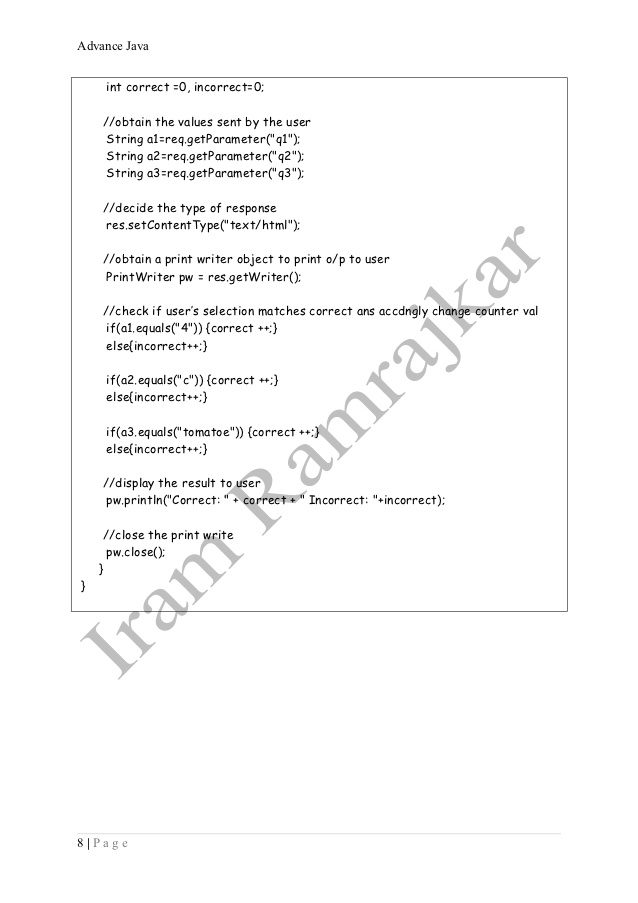 Advance Java
int correct =0, incorrect=0;
//obtain the values sent by the user
String a1=req.getParameter("q1");
String a2=req.getParameter("q2");
String a3=req.getParameter("q3");
//decide the type of response
res.setContentType("text/html");
//obtain a print writer object to print o/p to user
PrintWriter pw = res.getWriter();
//check if user’s selection matches correct ans accdngly change counter val
if(a1.equals("4")) {correct ++;}
else{incorrect++;}
if(a2.equals("c")) {correct ++;}
else{incorrect++;}
if(a3.equals("tomatoe")) {correct ++;}
else{incorrect++;}
//display the result to user
pw.println("Correct: " + correct + " Incorrect: "+incorrect);
//close the print write
pw.close();
}
}
Iram Ramrajkar
8 | P a g e